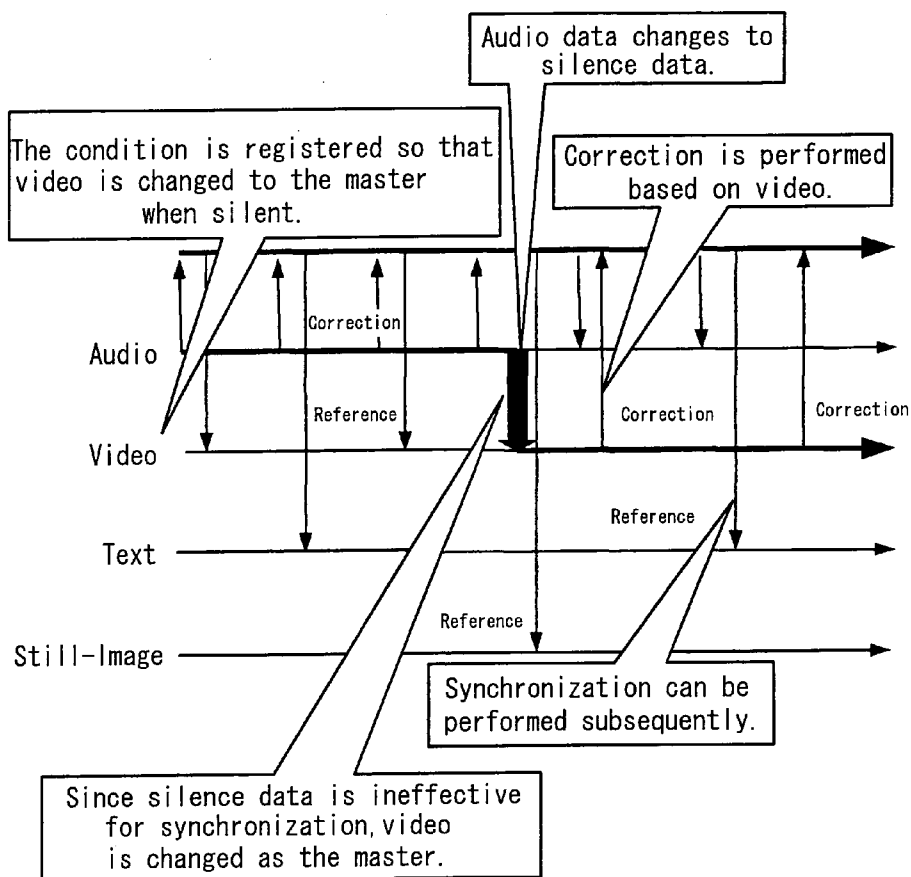 Audio data changes to
silence data.
The condition is registered so that
video is changed to the master
when silent.
Correction is performed
based on video.
Correction
Audio
Reference
Correction
Correction
Video
Reference
Text
Reference
Still-Image
Synchronization can be
performed subsequently.
Since silence data is ineffective
for synchronization, video
is changed as the master.